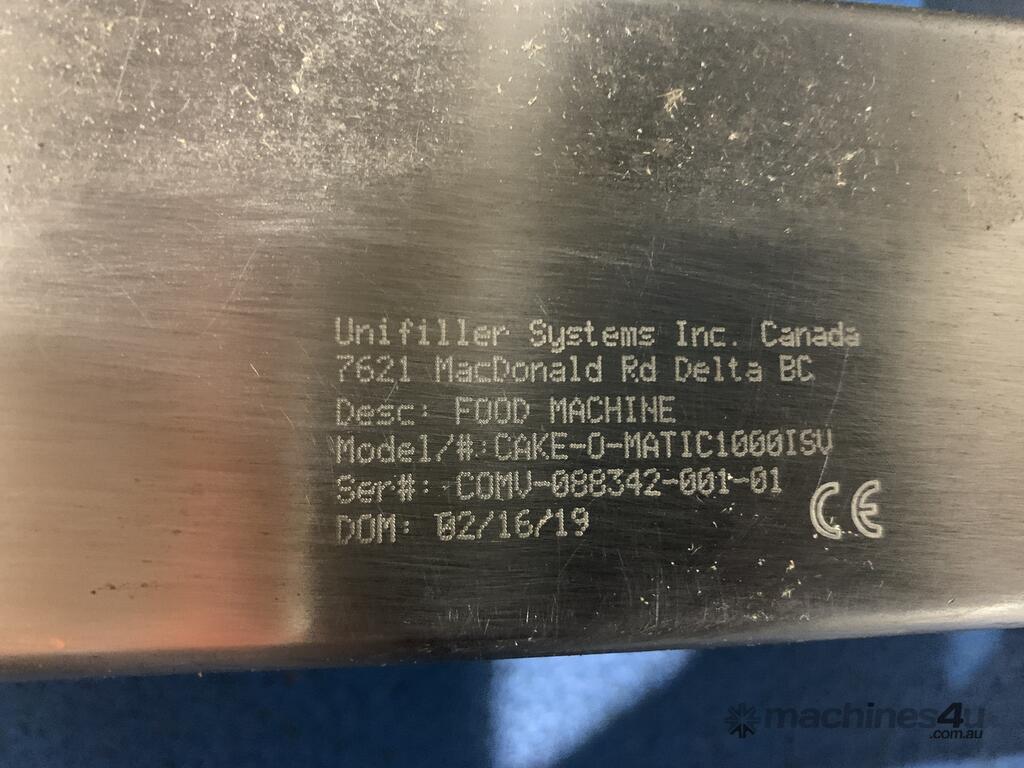 Unifiller Systems Inc. Canada
7621 MacDonald Rd Delta BC
Desc: FOOD MACHINE
Model/#:CAKE-O-MATIC1000ISV
Ser#: COMV-088342-001-01
DOM: 02/16/19
CE
machines4u
.com.au